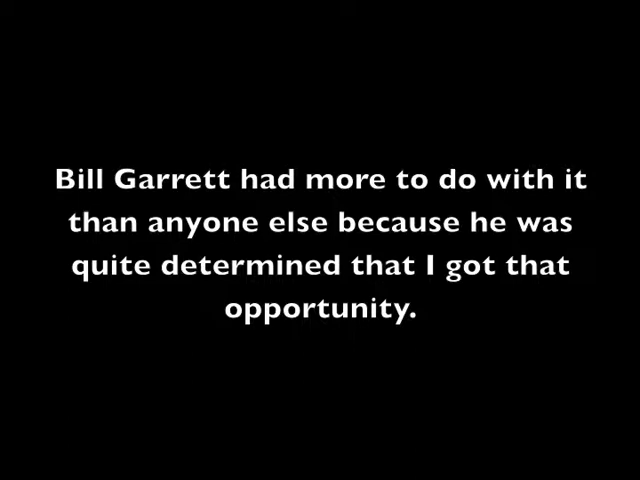 Bill Garrett had more to do with it
than anyone else because he was
quite determined that I got that
opportunity.